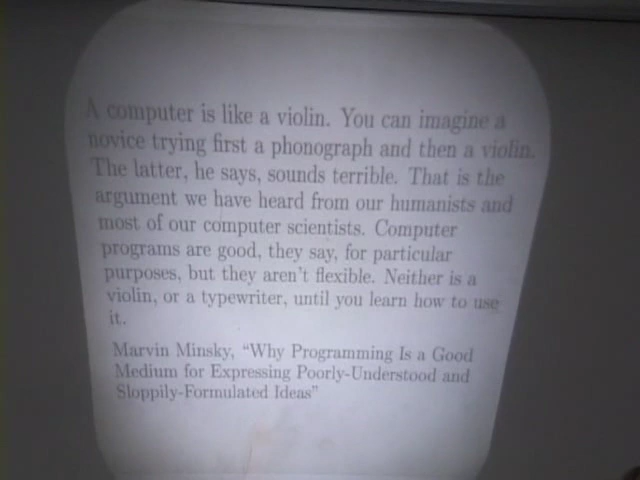 A computer is like a violin. You can imagine a
novice trying first a phonograph and then a violin.
The latter, he says, sounds terrible. That is the
argument we have heard from our humanists and
most of our computer scientists. Computer
programs are good, they say, for particular
purposes, but they aren't flexible. Neither is a
violin, or a typewriter, until you learn how to use
it.
Marvin Minsky, “Why Programming Is a Good
Medium for Expressing Poorly-Understood and
Sloppily-Formulated Ideas”